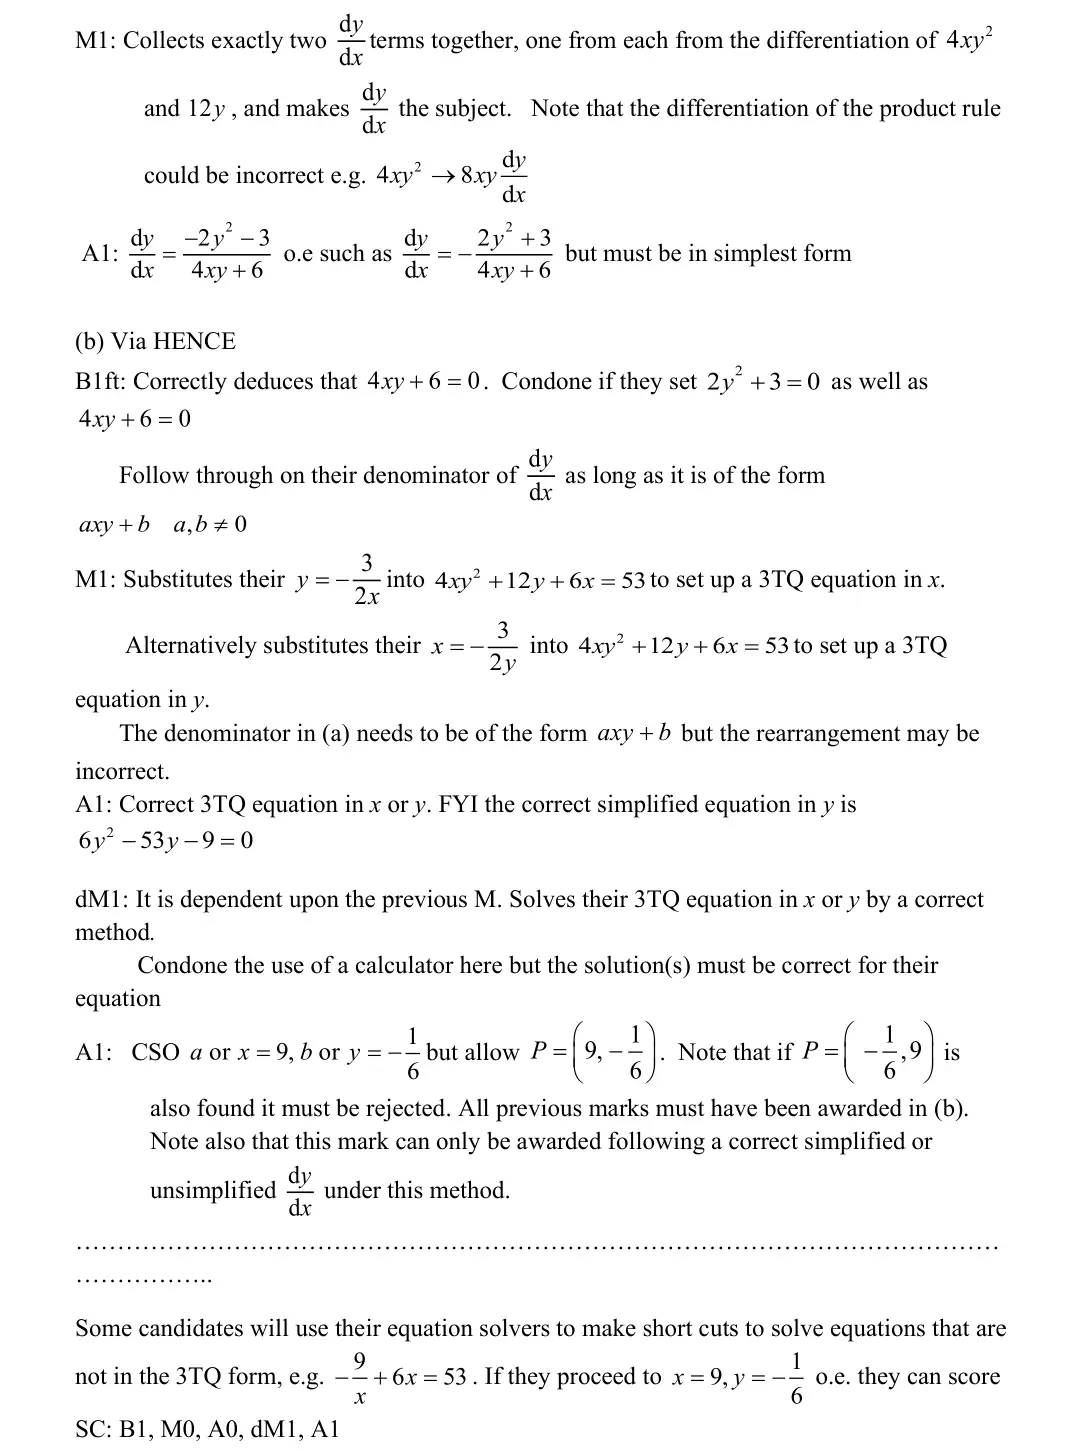 M1: Collects exactly two dy/dx terms together, one from each from the differentiation of 4xy²
and 12y , and makes dy/dx the subject. Note that the differentiation of the product rule
could be incorrect e.g. 4xy² → 8xy dy/dx
A1: dy/dx = (−2y² − 3)/(4xy + 6) o.e such as dy/dx = −(2y² + 3)/(4xy + 6) but must be in simplest form
(b) Via HENCE
B1ft: Correctly deduces that 4xy + 6 = 0. Condone if they set 2y² + 3 = 0 as well as
4xy + 6 = 0
Follow through on their denominator of dy/dx as long as it is of the form
axy + b a,b ≠ 0
M1: Substitutes their y = −3/(2x) into 4xy² + 12y + 6x = 53 to set up a 3TQ equation in x.
Alternatively substitutes their x = −3/(2y) into 4xy² + 12y + 6x = 53 to set up a 3TQ
equation in y.
The denominator in (a) needs to be of the form axy + b but the rearrangement may be
incorrect.
A1: Correct 3TQ equation in x or y. FYI the correct simplified equation in y is
6y² − 53y − 9 = 0
dM1: It is dependent upon the previous M. Solves their 3TQ equation in x or y by a correct
method.
Condone the use of a calculator here but the solution(s) must be correct for their
equation
A1: CSO a or x = 9, b or y = −1/6 but allow P = (9, −1/6). Note that if P = (−1/6, 9) is
also found it must be rejected. All previous marks must have been awarded in (b).
Note also that this mark can only be awarded following a correct simplified or
unsimplified dy/dx under this method.
……………………………………………………………………………………………………
……………..
Some candidates will use their equation solvers to make short cuts to solve equations that are
not in the 3TQ form, e.g. −9/x + 6x = 53 . If they proceed to x = 9, y = −1/6 o.e. they can score
SC: B1, M0, A0, dM1, A1